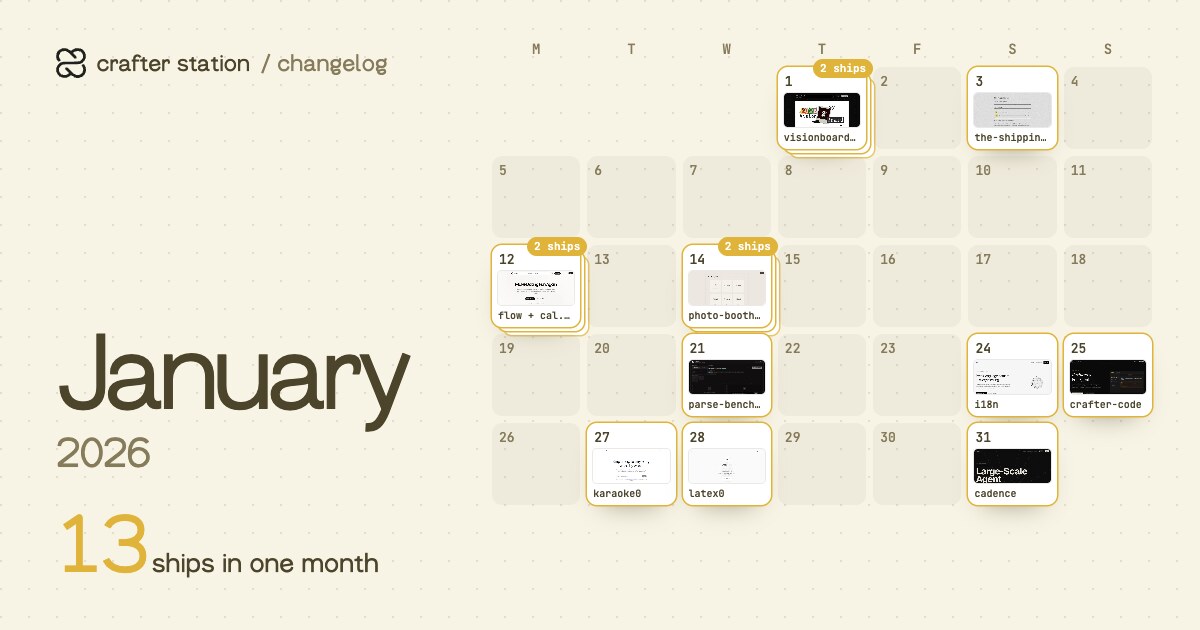 crafter station / changelog
M T W T F S S
2 ships
1 2 3 4
visionboard… the-shippin…
5 6 7 8 9 10 11
2 ships 2 ships
12 13 14 15 16 17 18
flow + cal.… photo-booth…
19 20 21 22 23 24 25
parse-bench… i18n crafter-code
26 27 28 29 30 31
Large-Scale
Agent
karaoke0 latex0 cadence
January
2026
13 ships in one month